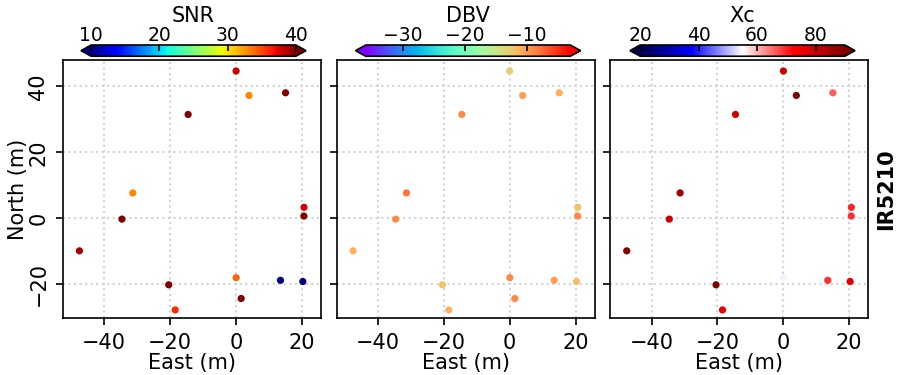 SNR DBV Xc
10 20 30 40 −30 −20 −10 20 40 60 80
40
20
0
−20
North (m)
IR5210
−40 −20 0 20 −40 −20 0 20 −40 −20 0 20
East (m) East (m) East (m)